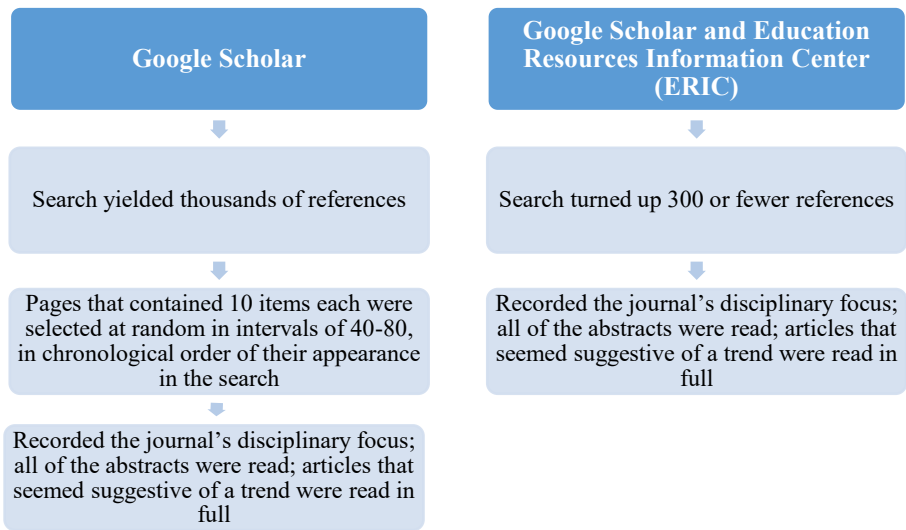 Google Scholar
Search yielded thousands of references
Pages that contained 10 items each were
selected at random in intervals of 40-80,
in chronological order of their appearance
in the search
Recorded the journal's disciplinary focus;
all of the abstracts were read; articles that
seemed suggestive of a trend were read in
full
Google Scholar and Education
Resources Information Center
(ERIC)
Search turned up 300 or fewer references
Recorded the journal's disciplinary focus;
all of the abstracts were read; articles that
seemed suggestive of a trend were read in
full